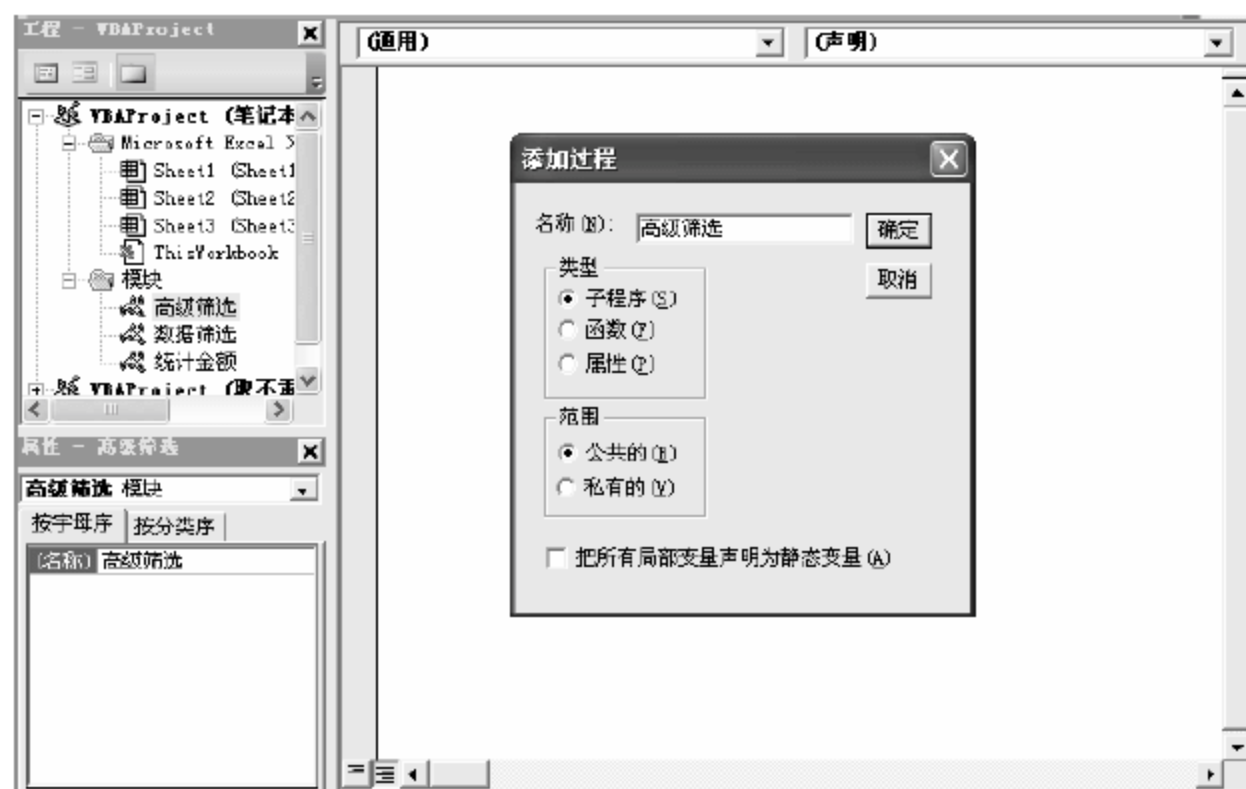 工程 - VBAProject
VBAProject (笔记本
Microsoft Excel
Sheet1 (Sheet1
Sheet2 (Sheet2
Sheet3 (Sheet3
ThisWorkbook
模块
高级筛选
数据筛选
统计金额
VBAProject (取不重
属性 - 高级筛选
高级筛选 模块
按字母序 按分类序
(名称) 高级筛选
(通用) (声明)
添加过程
名称(N): 高级筛选 确定
取消
类型
子程序(S)
函数(F)
属性(P)
范围
公共的(B)
私有的(V)
把所有局部变量声明为静态变量(A)